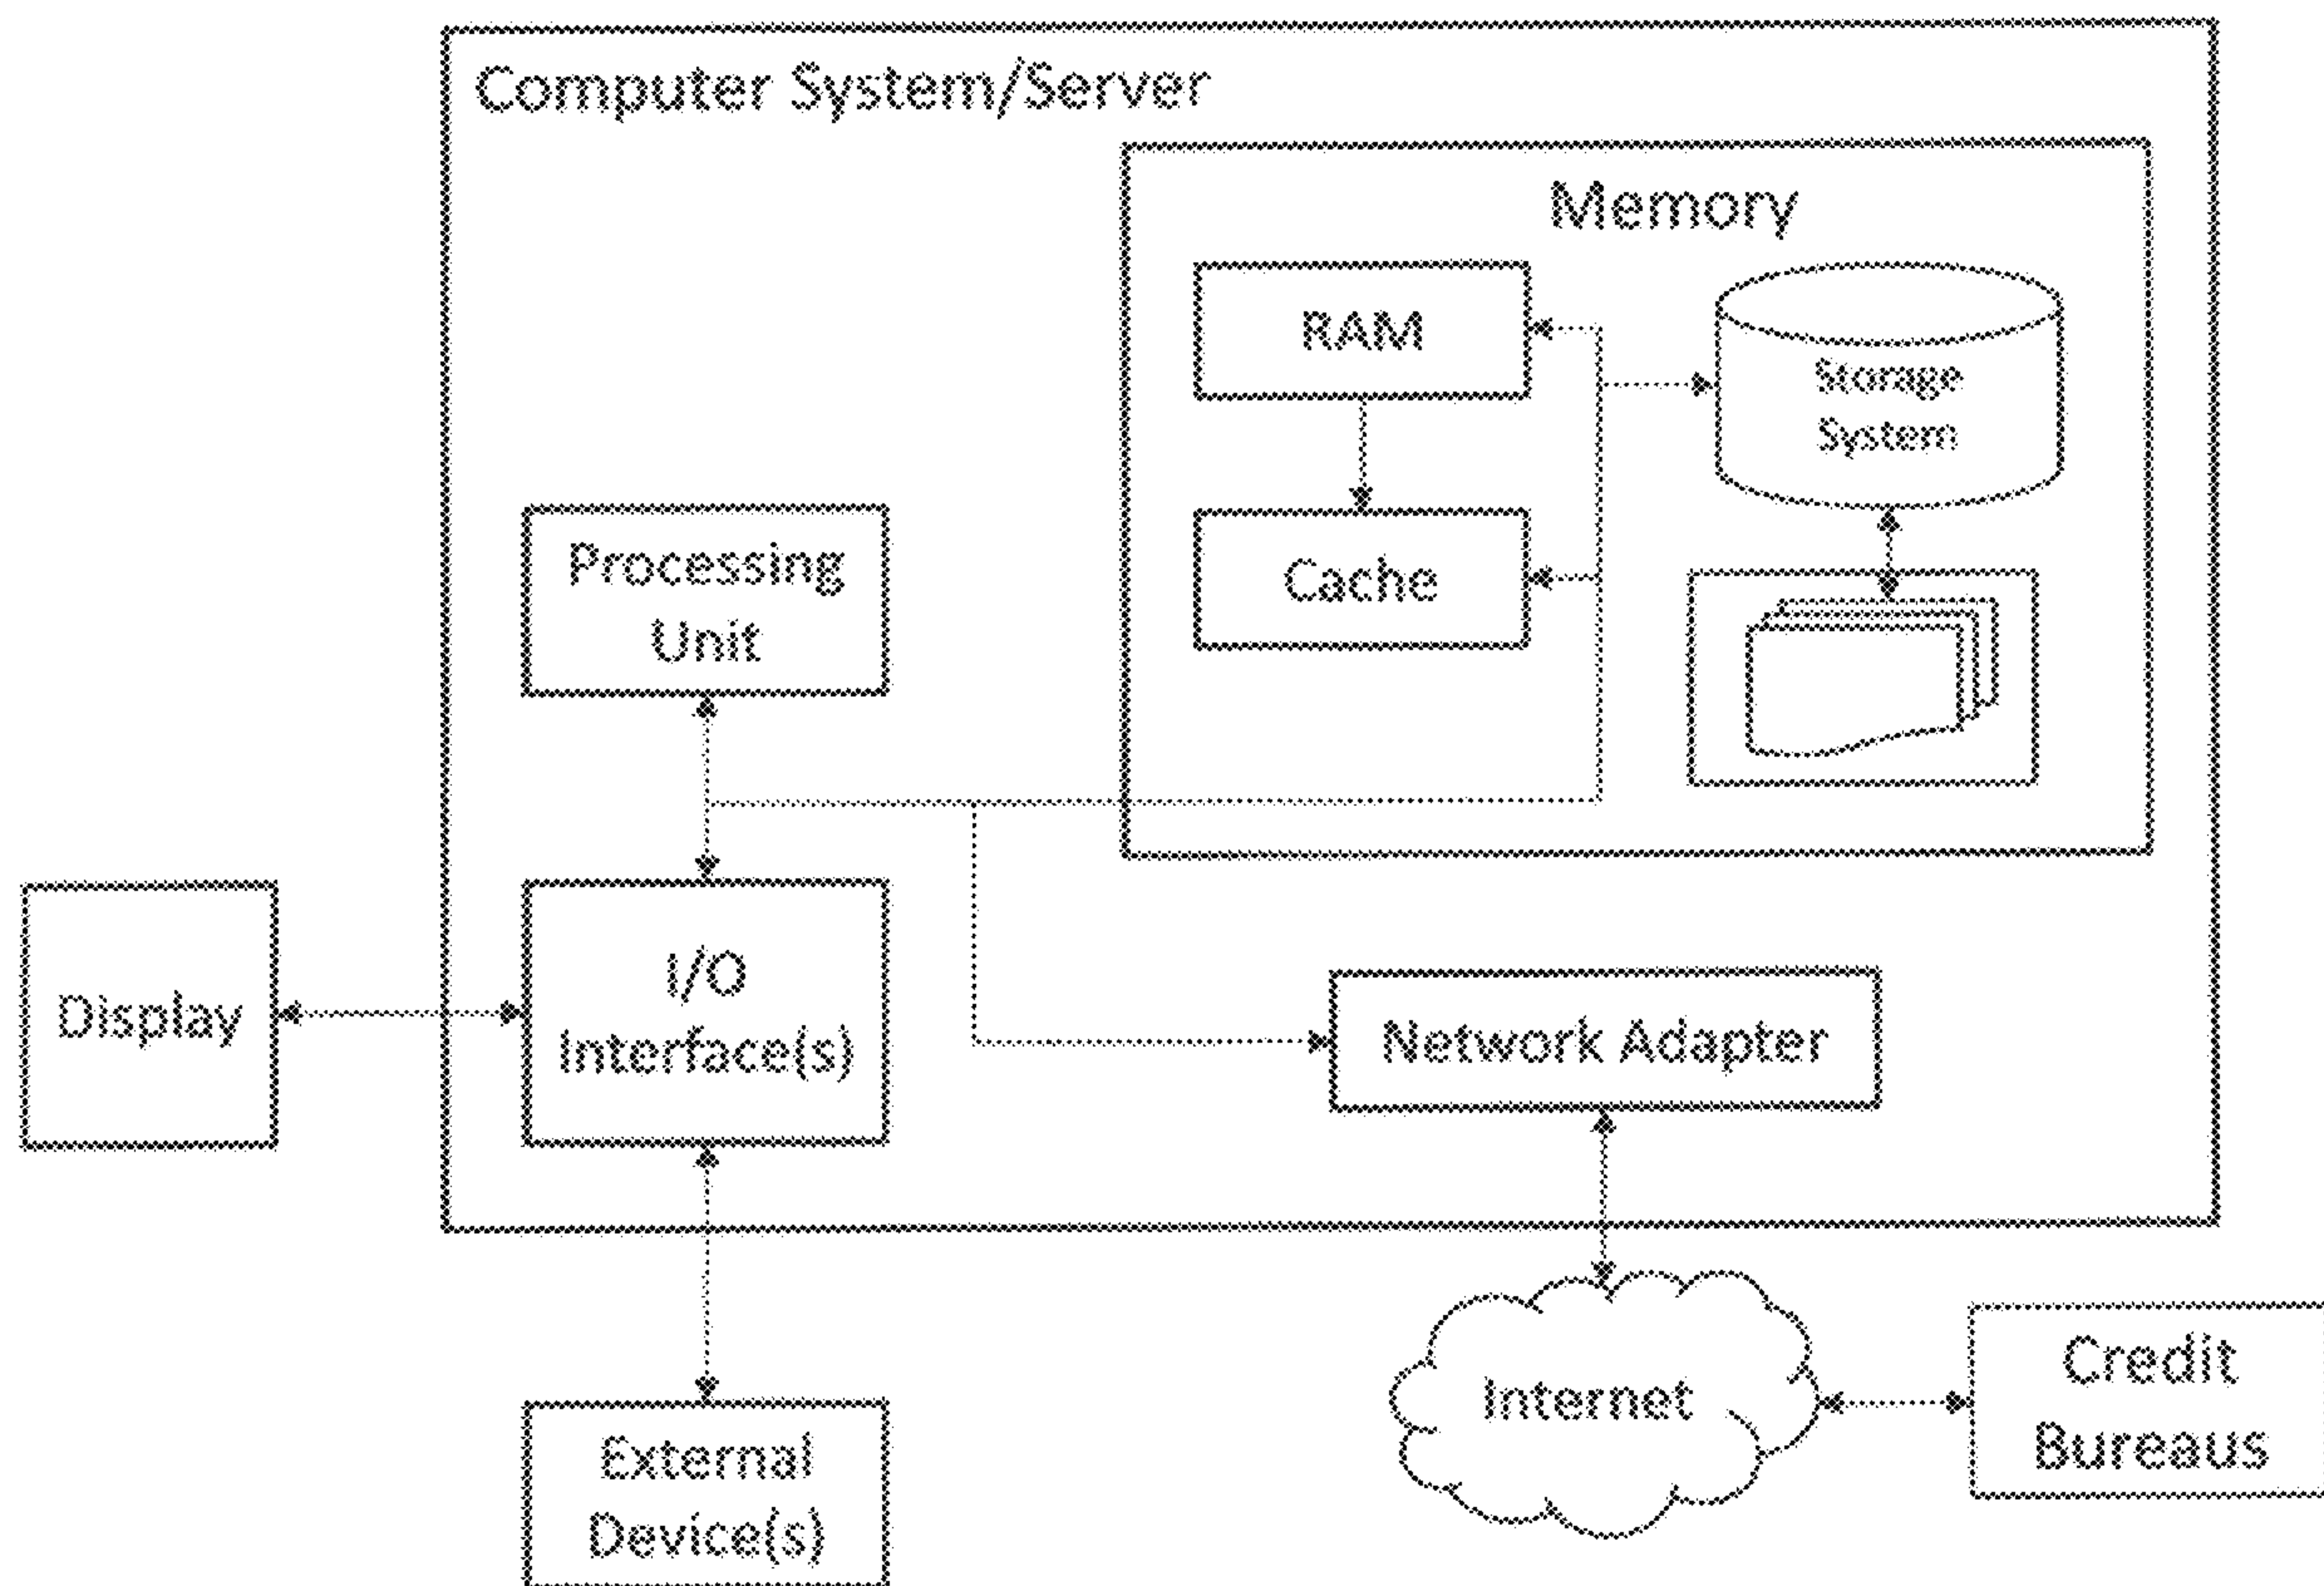 Computer System/Server
Memory
RAM
Storage
System
Cache
Processing
Unit
I/O
Interface(s)
Display
Network Adapter
Internet
Credit
Bureaus
External
Device(s)